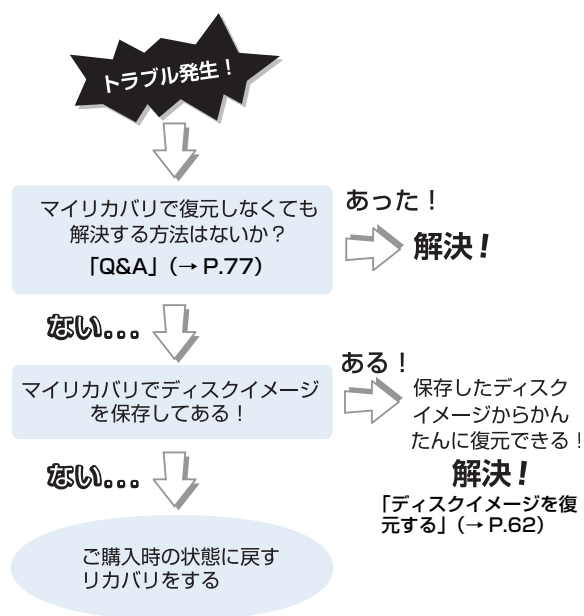 トラブル発生！
マイリカバリで復元しなくても
解決する方法はないか？
「Q&A」（→ P.77）
あった！
解決！
ない...
マイリカバリでディスクイメージ
を保存してある！
ある！
保存したディスク
イメージからかん
たんに復元できる！
解決！
「ディスクイメージを復
元する」（→ P.62）
ない...
ご購入時の状態に戻す
リカバリをする